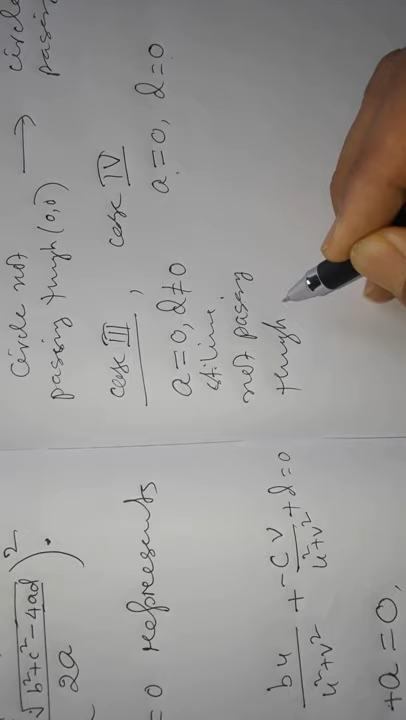 √(b²+c²-4ad) )².
2a
= 0 represents
bu/(u²+v²) + -cv/(u²+v²) + d = 0
+a = 0,
Circle not → circle
passing through (0,0) passing
case III, case IV
a=0, d≠0 a=0, d=0
st. line.
not passing
through